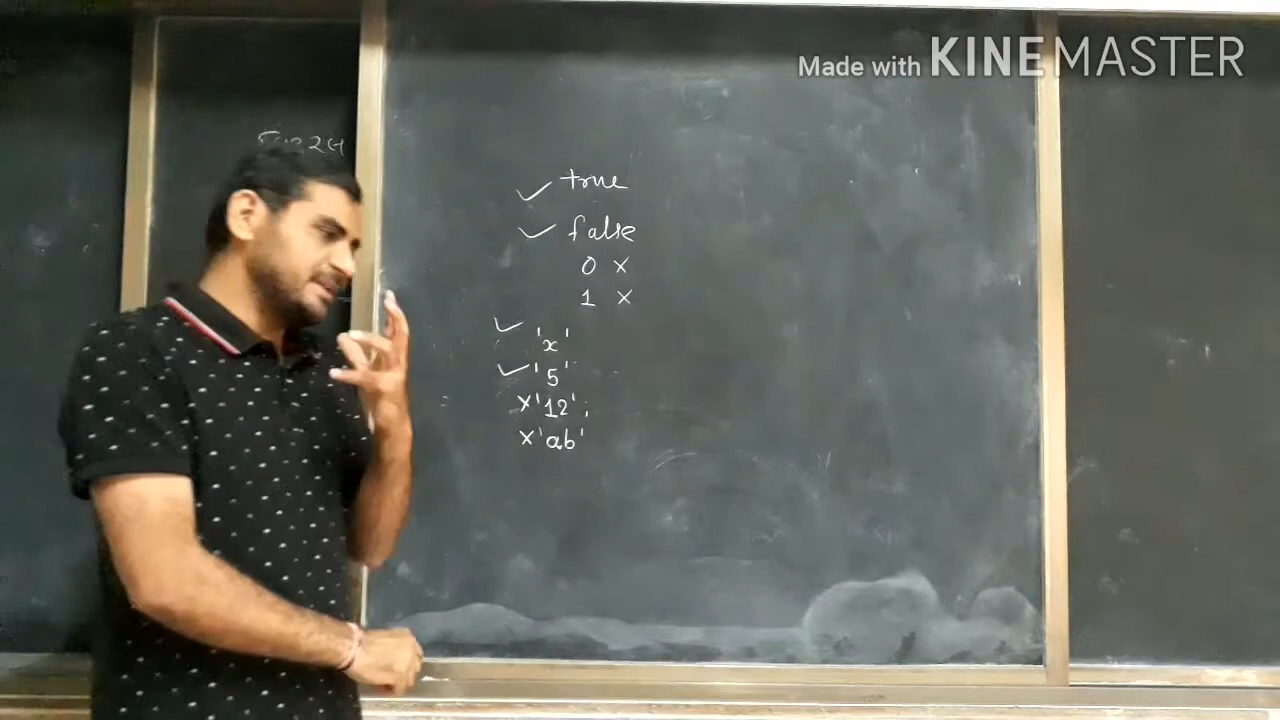 Made with KINEMASTER
✓ true
✓ false
0 ×
1 ×
✓ 'x'
✓ '5'
×'12';
×'ab'